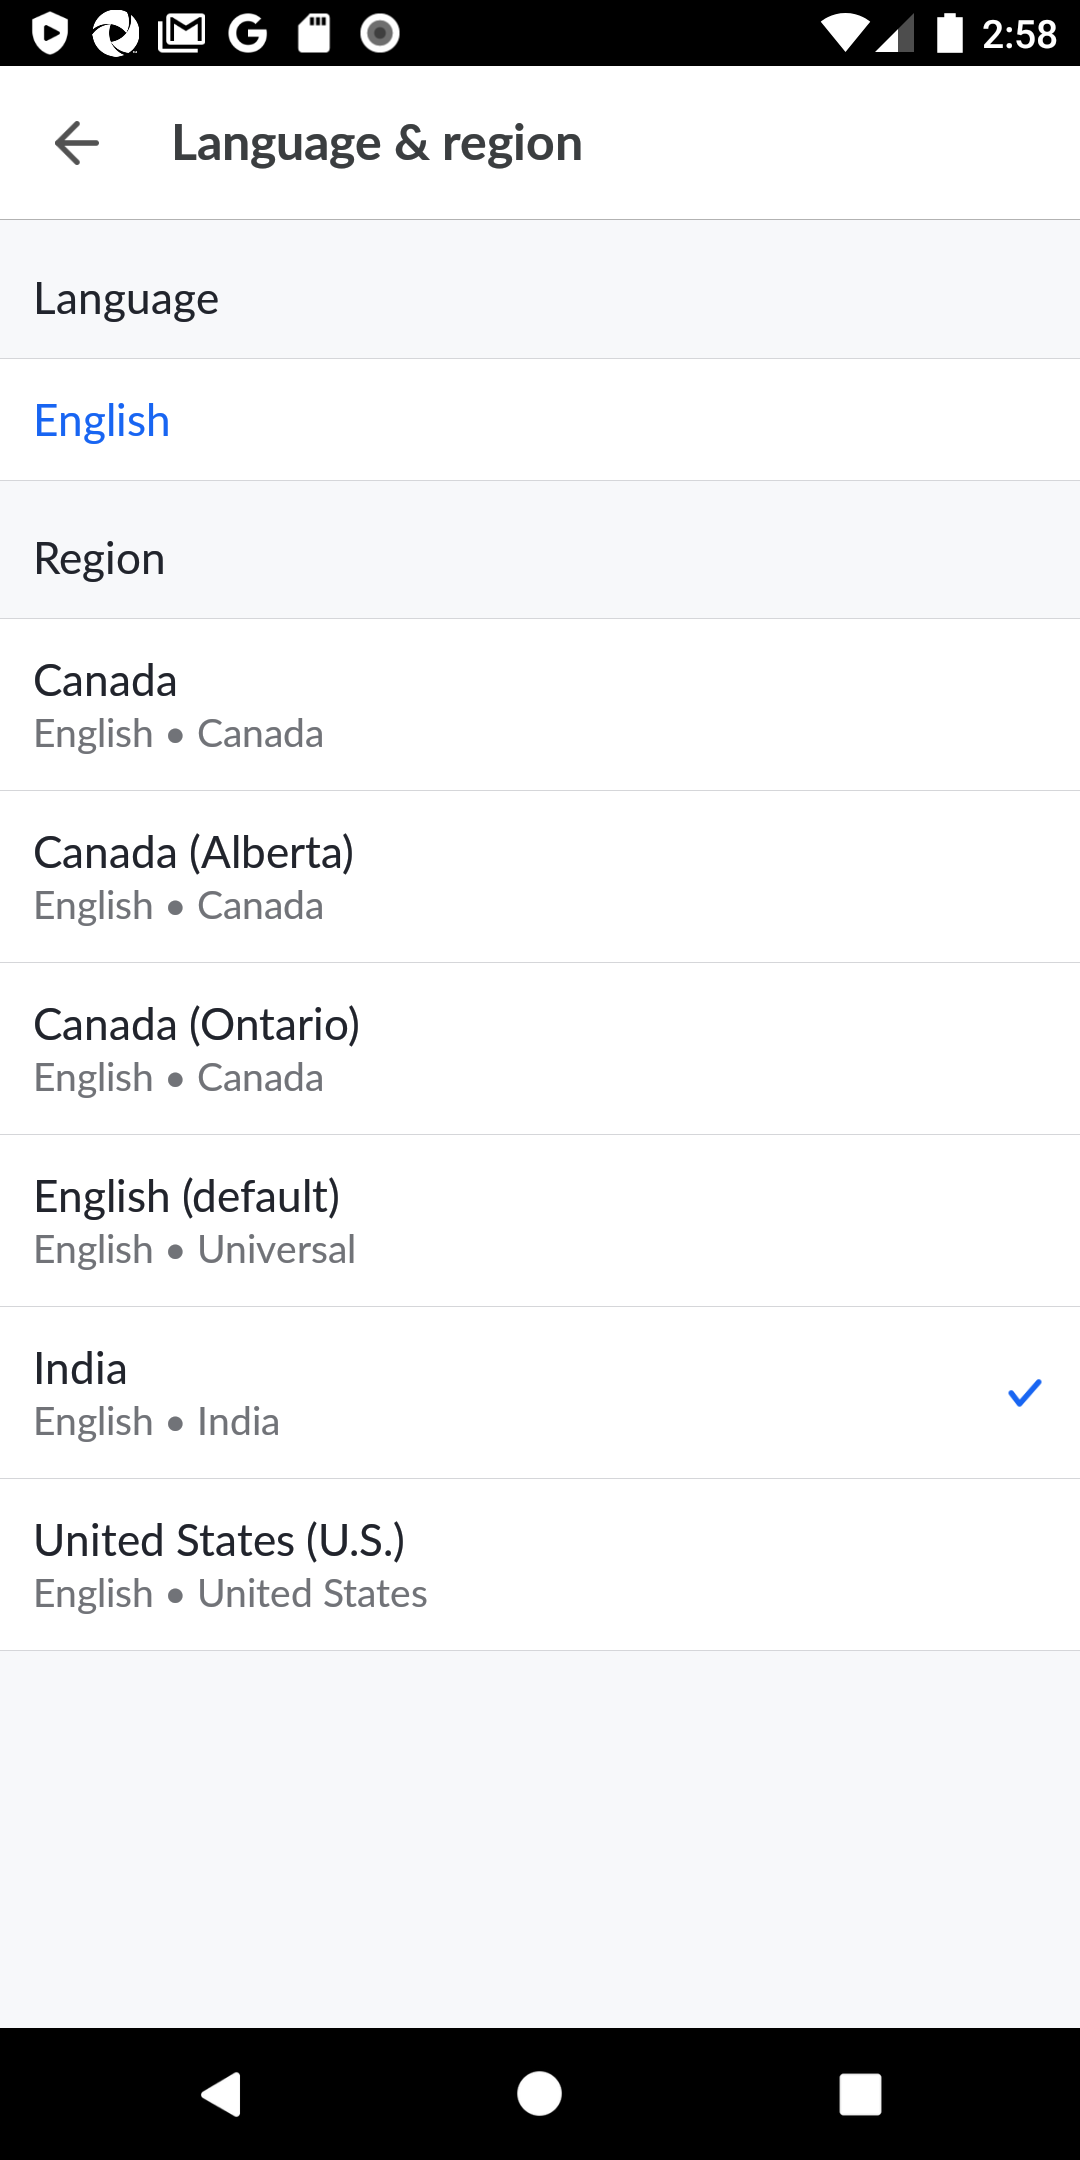 2:58
Language & region
Language
English
Region
Canada
English • Canada
Canada (Alberta)
English • Canada
Canada (Ontario)
English • Canada
English (default)
English • Universal
India
English • India
United States (U.S.)
English • United States